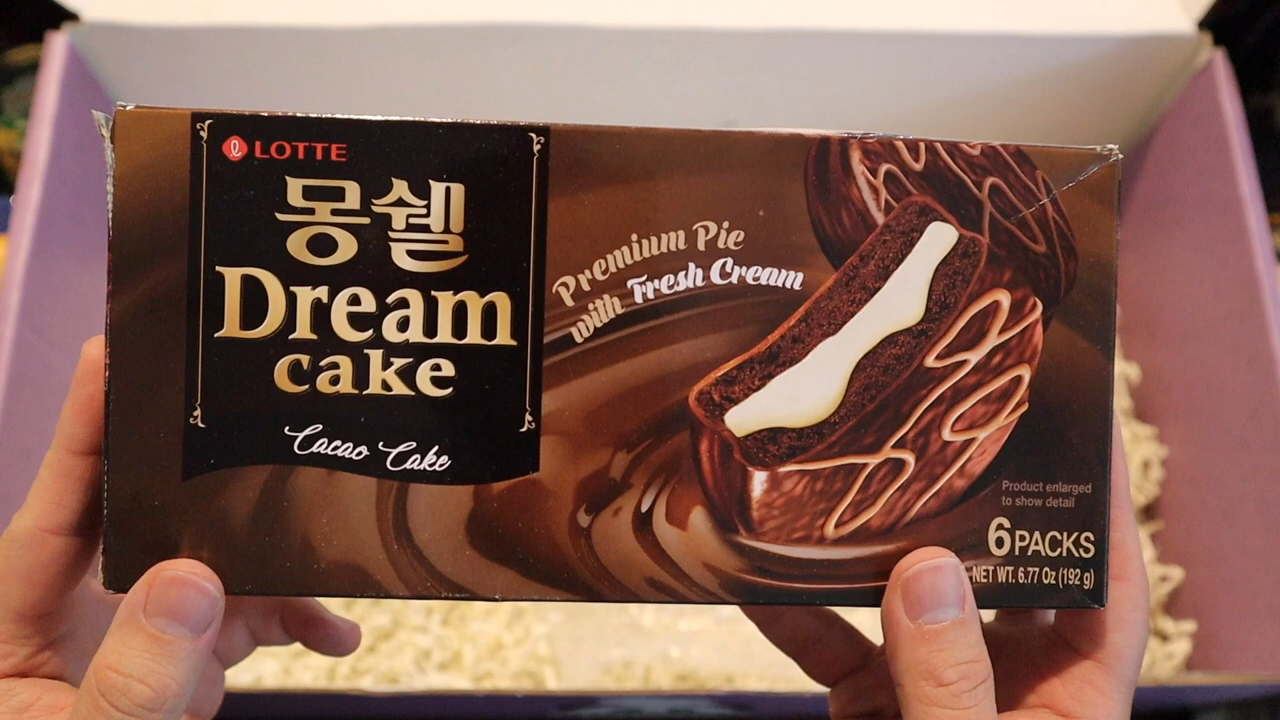 LOTTE
몽쉘
Dream
cake
Cacao Cake
Premium Pie
with Fresh Cream
Product enlarged
to show detail
6 PACKS
NET WT. 6.77 Oz (192 g)